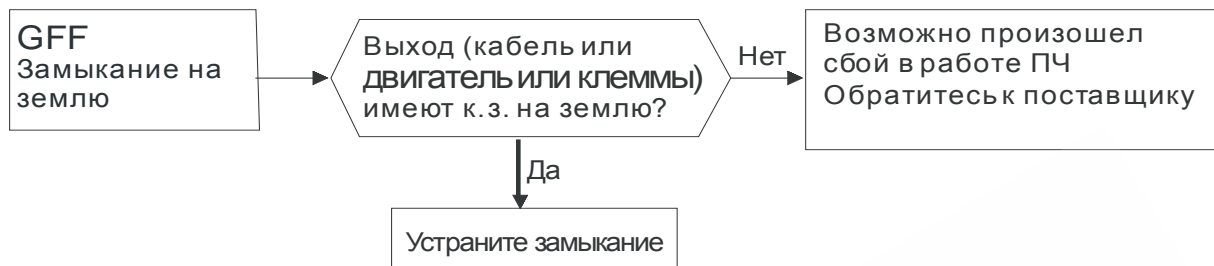 GFF
Замыкание на
землю
Выход (кабель или
двигатель или клеммы)
имеют к.з. на землю?
Нет
Возможно произошел
сбой в работе ПЧ
Обратитесь к поставщику
Да
Устраните замыкание